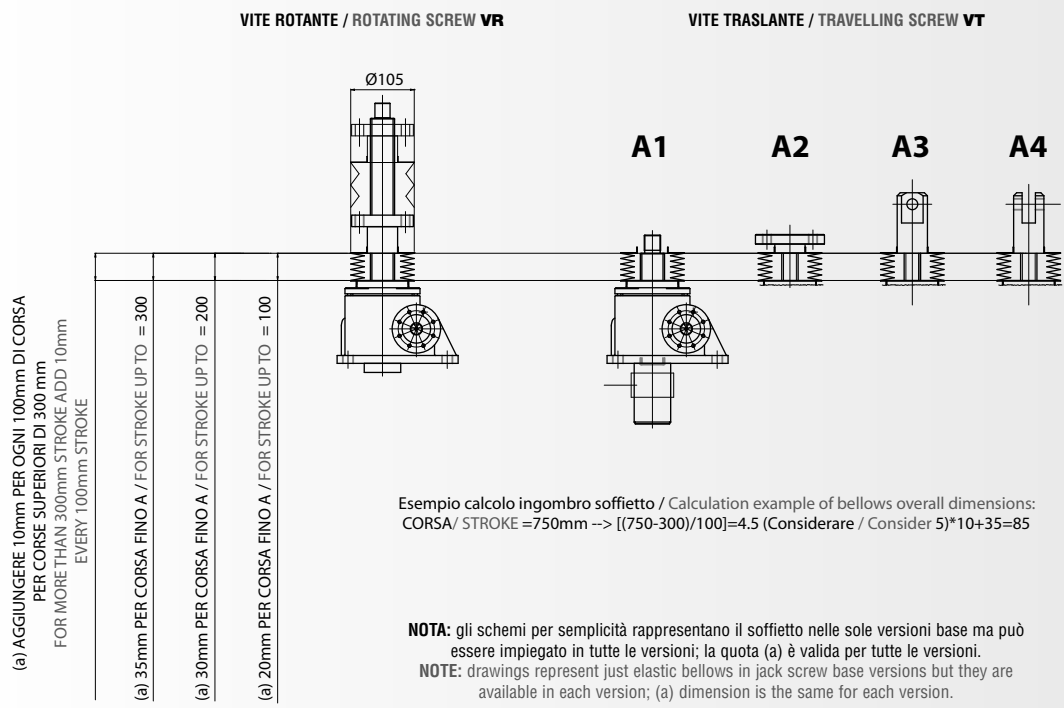 VITE ROTANTE / ROTATING SCREW VR
VITE TRASLANTE / TRAVELLING SCREW VT
Ø105
A1
A2
A3
A4
(a) AGGIUNGERE 10mm PER OGNI 100mm DI CORSA
PER CORSE SUPERIORI DI 300 mm
FOR MORE THAN 300mm STROKE ADD 10mm
EVERY 100mm STROKE
(a) 35mm PER CORSA FINO A / FOR STROKE UP TO = 300
(a) 30mm PER CORSA FINO A / FOR STROKE UP TO = 200
(a) 20mm PER CORSA FINO A / FOR STROKE UP TO = 100
Esempio calcolo ingombro soffietto / Calculation example of bellows overall dimensions:
CORSA/ STROKE =750mm --> [(750-300)/100]=4.5 (Considerare / Consider 5)*10+35=85
NOTA: gli schemi per semplicità rappresentano il soffietto nelle sole versioni base ma può
essere impiegato in tutte le versioni; la quota (a) è valida per tutte le versioni.
NOTE: drawings represent just elastic bellows in jack screw base versions but they are
available in each version; (a) dimension is the same for each version.